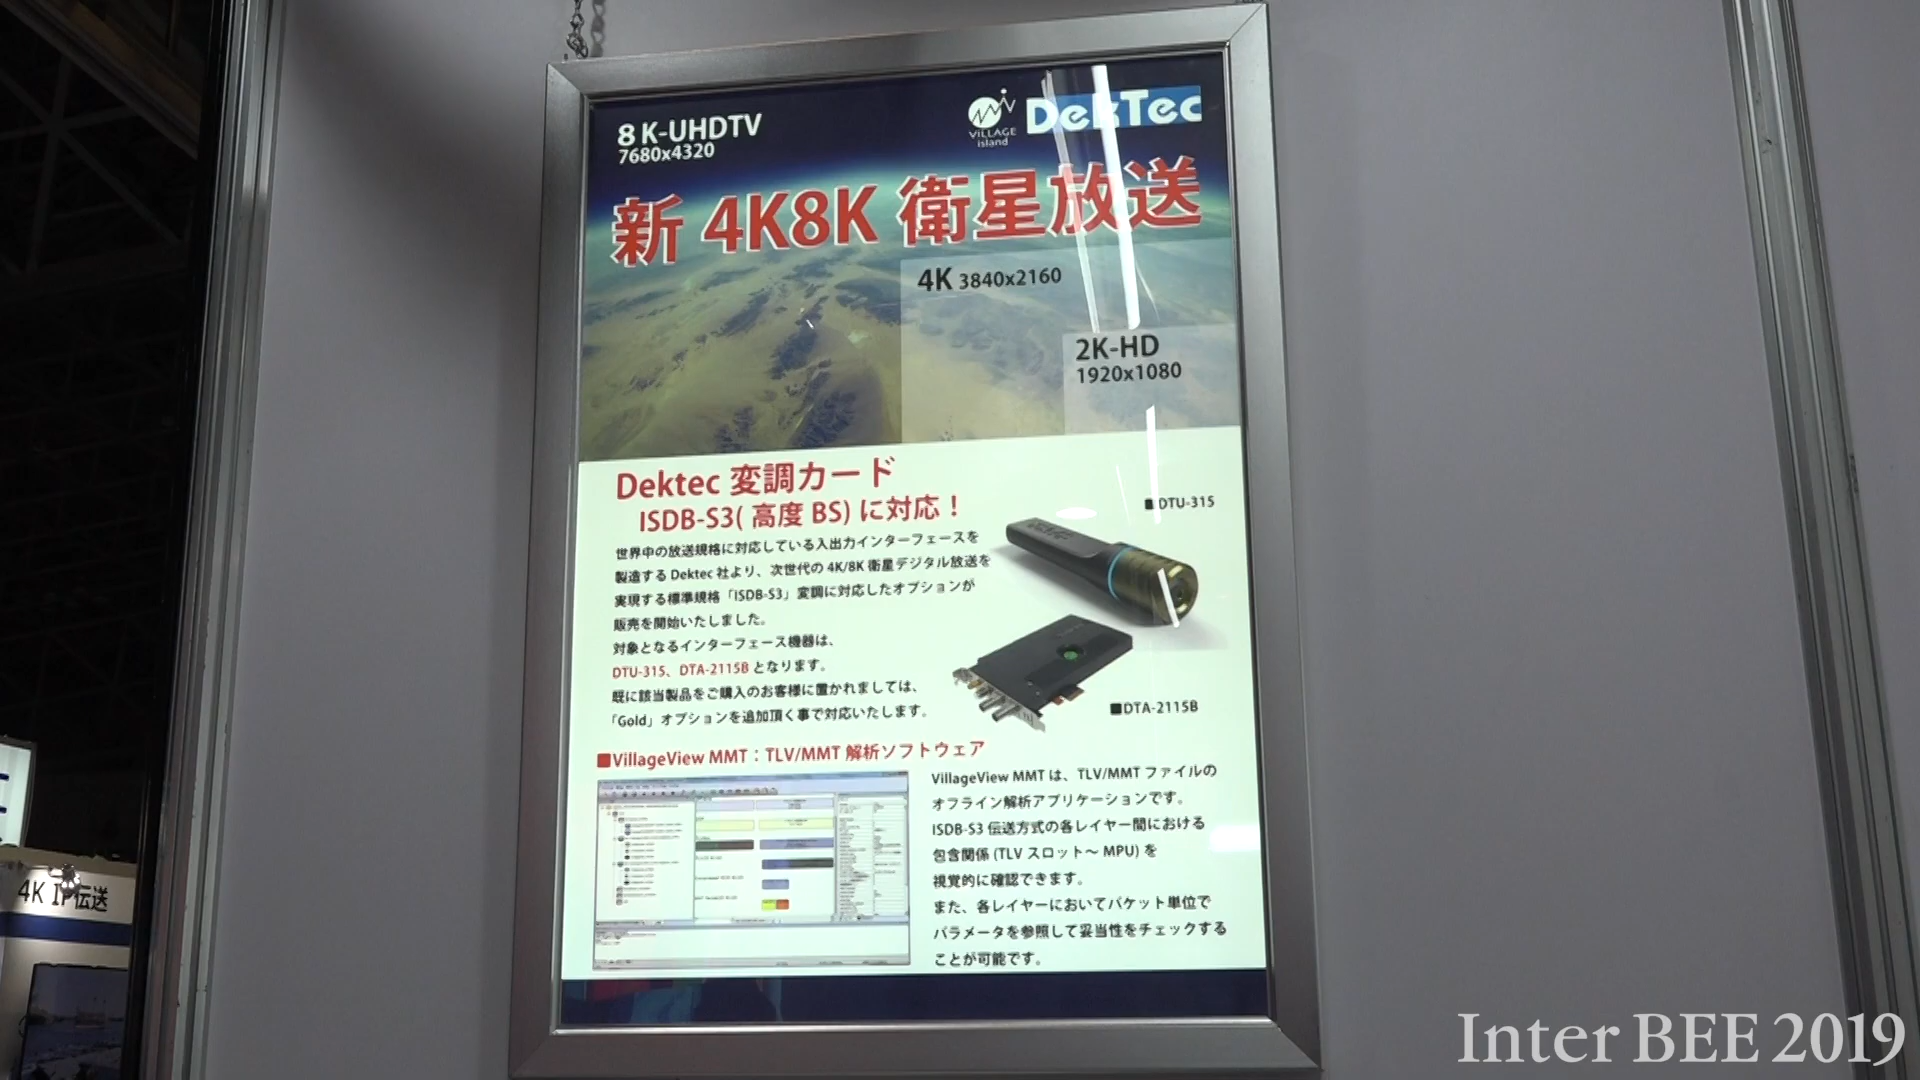 8K-UHDTV
7680x4320
VILLAGE
island
DekTec
新 4K8K 衛星放送
4K 3840x2160
2K-HD
1920x1080
Dektec 変調カード
ISDB-S3( 高度 BS) に対応！
世界中の放送規格に対応している入出力インターフェースを
製造する Dektec 社より、次世代の 4K/8K 衛星デジタル放送を
実現する標準規格「ISDB-S3」変調に対応したオプションが
販売を開始いたしました。
対象となるインターフェース機器は、
DTU-315、DTA-2115B となります。
既に該当製品をご購入のお客様に置かれましては、
「Gold」オプションを追加頂く事で対応いたします。
■DTU-315
■DTA-2115B
■VillageView MMT：TLV/MMT 解析ソフトウェア
VillageView MMT は、TLV/MMT ファイルの
オフライン解析アプリケーションです。
ISDB-S3 伝送方式の各レイヤー間における
包含関係 (TLV スロット～ MPU) を
視覚的に確認できます。
また、各レイヤーにおいてパケット単位で
パラメータを参照して妥当性をチェックする
ことが可能です。
4K IP伝送
Inter BEE 2019